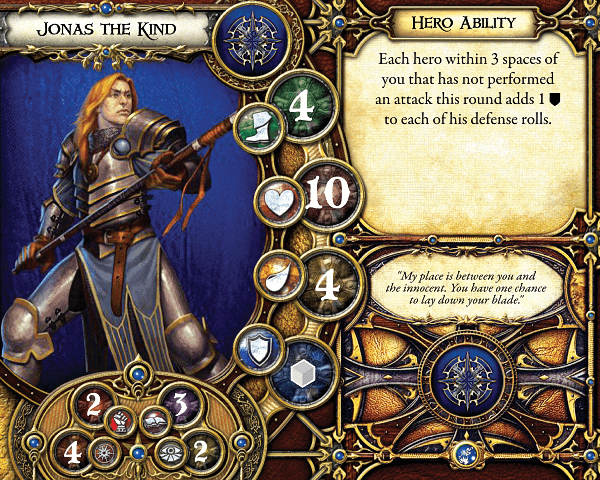 Jonas the Kind
4
10
4
2
3
4
2
Hero Ability
Each hero within 3 spaces of
you that has not performed
an attack this round adds 1
to each of his defense rolls.
"My place is between you and
the innocent. You have one chance
to lay down your blade."